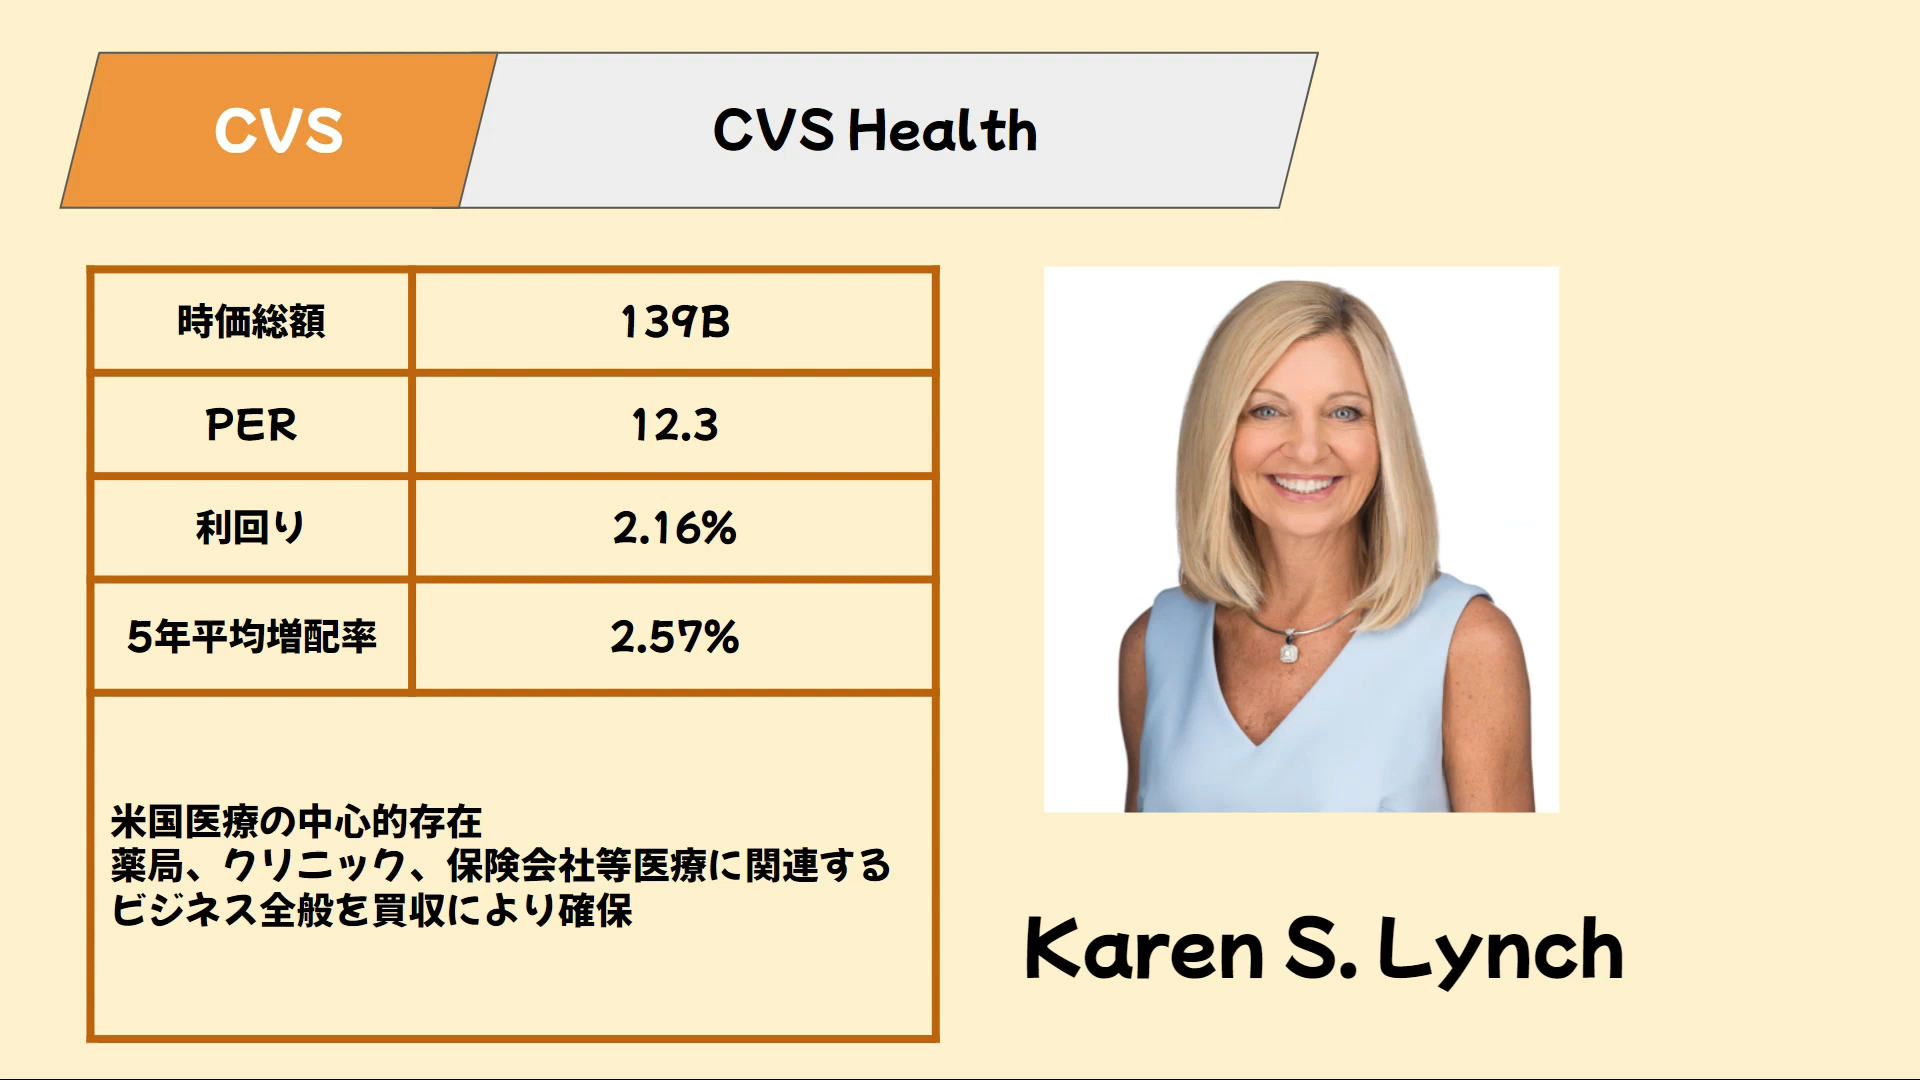 CVS
CVS Health
時価総額
139B
PER
12.3
利回り
2.16%
5年平均増配率
2.57%
米国医療の中心的存在
薬局、クリニック、保険会社等医療に関連する
ビジネス全般を買収により確保
Karen S. Lynch